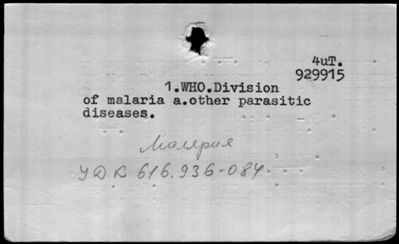 4uT.
929915
1.WHO.Division
of malaria a.other parasitic
diseases.
Малярия
УДК 616.936-084